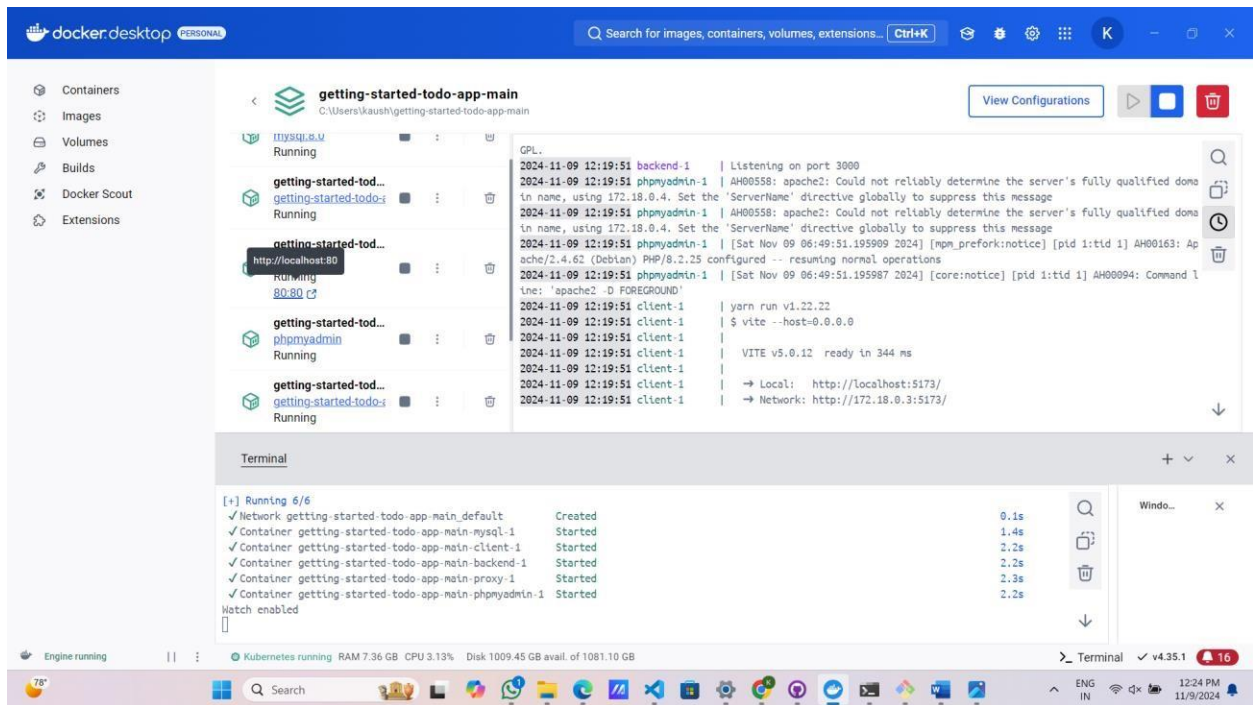 docker.desktop PERSONAL
Search for images, containers, volumes, extensions... Ctrl+K
K
Containers
Images
Volumes
Builds
Docker Scout
Extensions
getting-started-todo-app-main
C:\Users\kaush\getting-started-todo-app-main
View Configurations
mysql:8.0
Running
getting-started-tod...
getting-started-todo-a
Running
getting-started-tod...
http://localhost:80
Running
80:80
getting-started-tod...
phpmyadmin
Running
getting-started-tod...
getting-started-todo-a
Running
GPL.
2024-11-09 12:19:51 backend-1 | Listening on port 3000
2024-11-09 12:19:51 phpmyadmin-1 | AH00558: apache2: Could not reliably determine the server's fully qualified doma
in name, using 172.18.0.4. Set the 'ServerName' directive globally to suppress this message
2024-11-09 12:19:51 phpmyadmin-1 | AH00558: apache2: Could not reliably determine the server's fully qualified doma
in name, using 172.18.0.4. Set the 'ServerName' directive globally to suppress this message
2024-11-09 12:19:51 phpmyadmin-1 | [Sat Nov 09 06:49:51.195909 2024] [mpm_prefork:notice] [pid 1:tid 1] AH00163: Ap
ache/2.4.62 (Debian) PHP/8.2.25 configured -- resuming normal operations
2024-11-09 12:19:51 phpmyadmin-1 | [Sat Nov 09 06:49:51.195987 2024] [core:notice] [pid 1:tid 1] AH00094: Command l
ine: 'apache2 -D FOREGROUND'
2024-11-09 12:19:51 client-1 | yarn run v1.22.22
2024-11-09 12:19:51 client-1 | $ vite --host=0.0.0.0
2024-11-09 12:19:51 client-1 |
2024-11-09 12:19:51 client-1 | VITE v5.0.12 ready in 344 ms
2024-11-09 12:19:51 client-1 |
2024-11-09 12:19:51 client-1 | → Local: http://localhost:5173/
2024-11-09 12:19:51 client-1 | → Network: http://172.18.0.3:5173/
Terminal
[+] Running 6/6
✓Network getting-started-todo-app-main_default Created 0.1s
✓Container getting-started-todo-app-main-mysql-1 Started 1.4s
✓Container getting-started-todo-app-main-client-1 Started 2.2s
✓Container getting-started-todo-app-main-backend-1 Started 2.2s
✓Container getting-started-todo-app-main-proxy-1 Started 2.3s
✓Container getting-started-todo-app-main-phpmyadmin-1 Started 2.2s
Watch enabled
Windo...
Engine running
Kubernetes running RAM 7.36 GB CPU 3.13% Disk 1009.45 GB avail. of 1081.10 GB
Terminal v4.35.1 16
78°
Search
ENG
IN
12:24 PM
11/9/2024